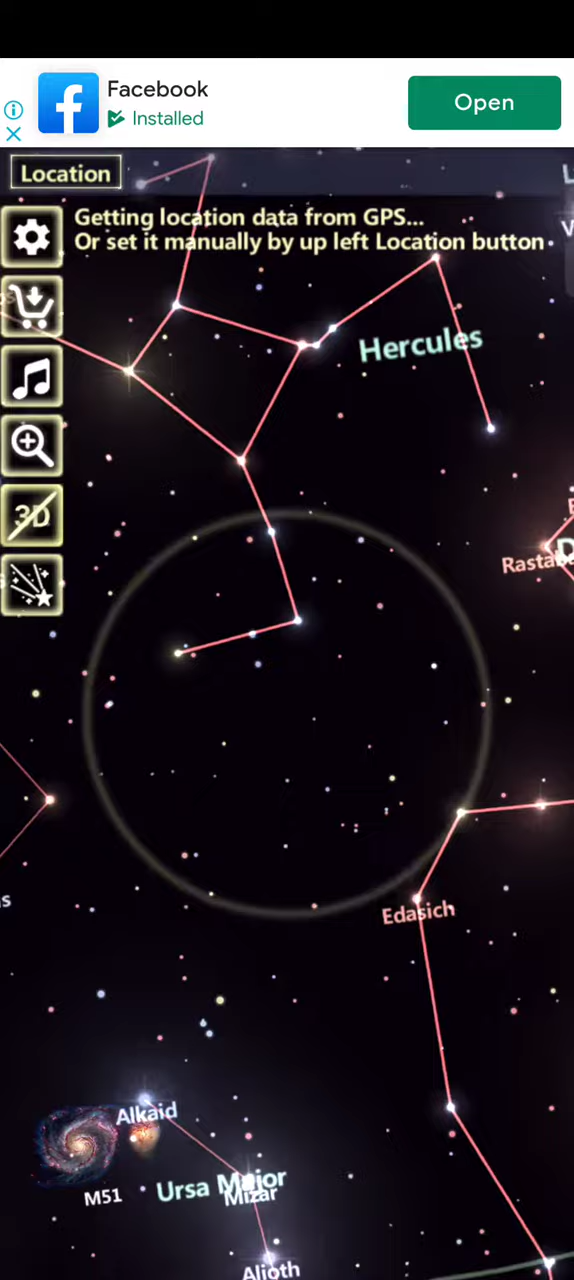 Facebook
Installed
Open
Location
Getting location data from GPS...
Or set it manually by up left Location button.
Hercules
3D
Edasich
Alkaid
M51
Ursa Major
Mizar
Alioth